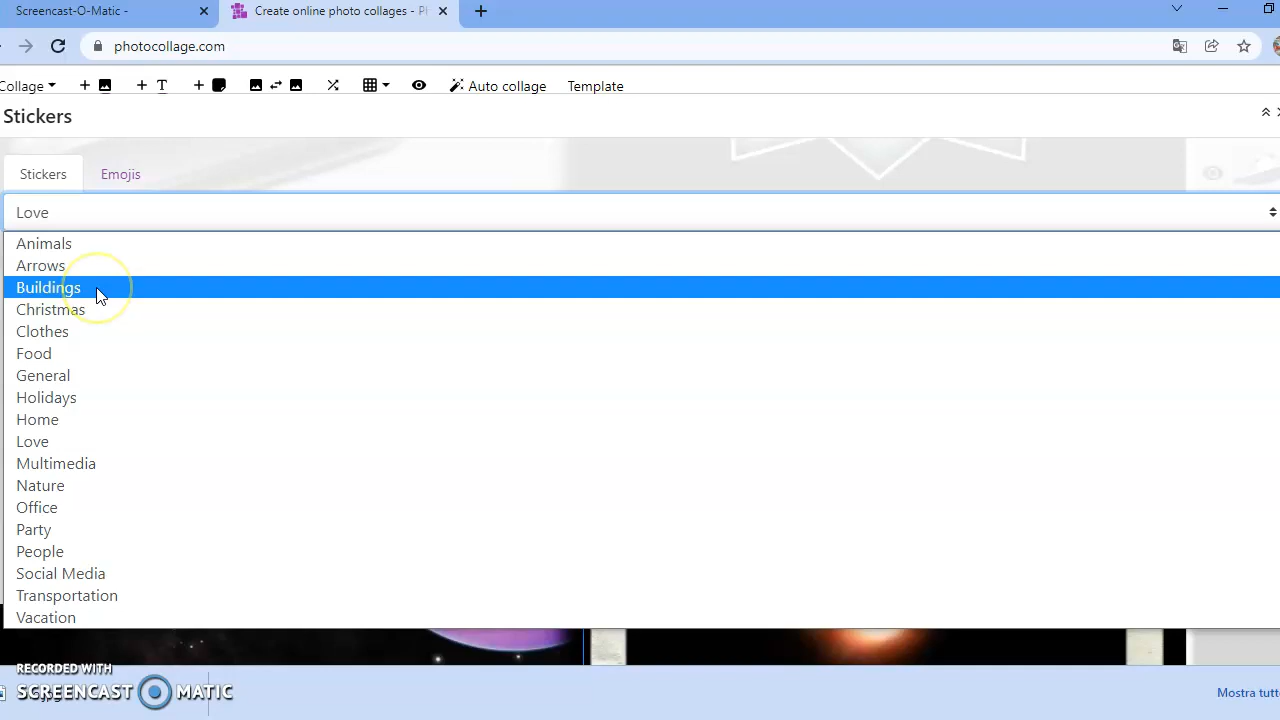 Screencast-O-Matic -
Create online photo collages -
photocollage.com
Collage
T
Auto collage
Template
Stickers
Stickers
Emojis
Love
Animals
Arrows
Buildings
Christmas
Clothes
Food
General
Holidays
Home
Love
Multimedia
Nature
Office
Party
People
Social Media
Transportation
Vacation
RECORDED WITH
SCREENCAST MATIC
Mostra tutt